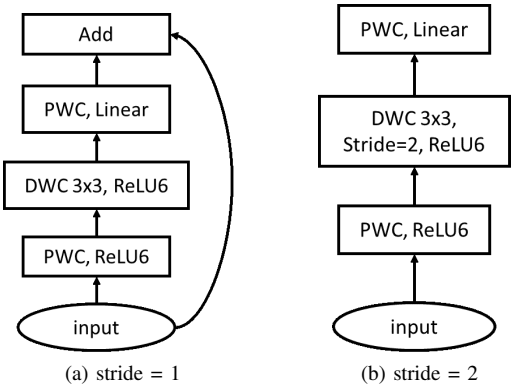 Add
PWC, Linear
DWC 3x3, ReLU6
PWC, ReLU6
input
(a) stride = 1
PWC, Linear
DWC 3x3,
Stride=2, ReLU6
PWC, ReLU6
input
(b) stride = 2